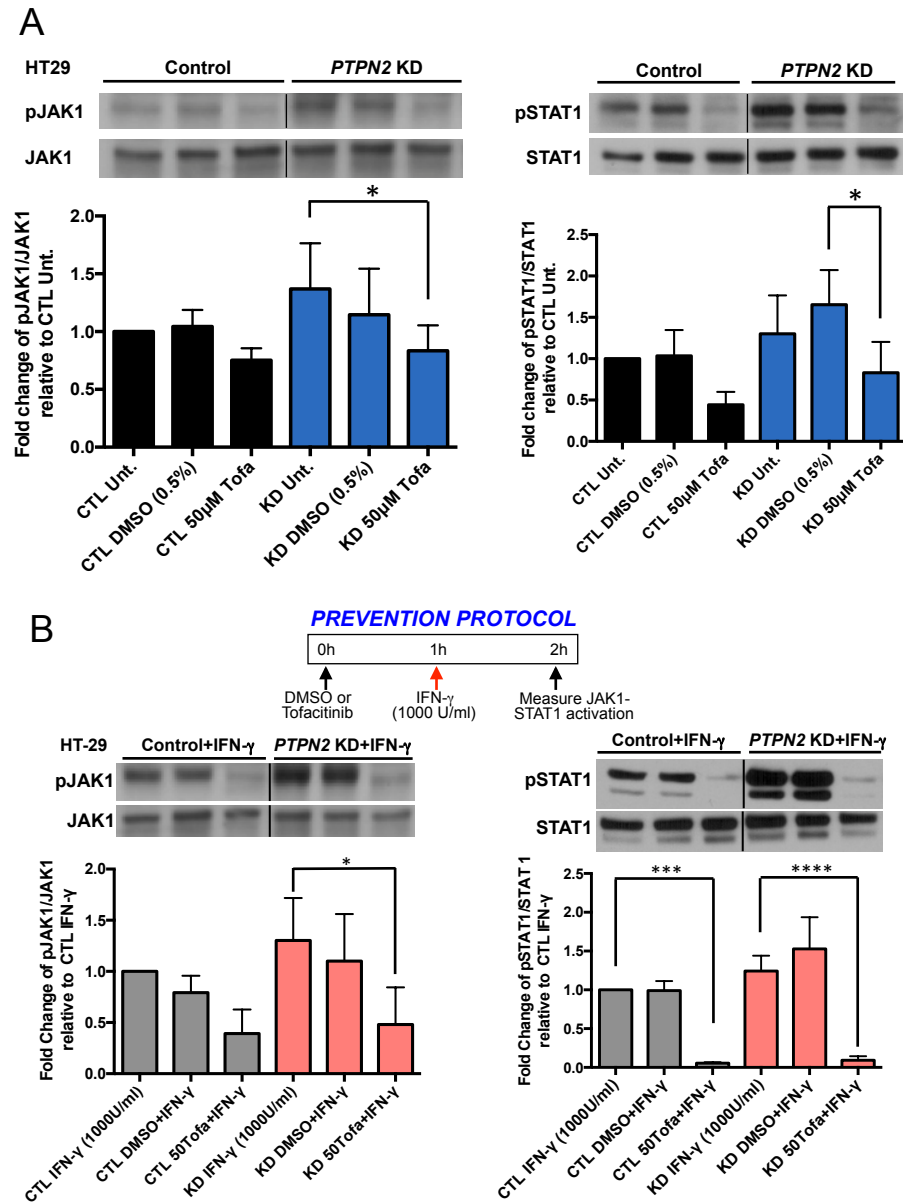 A
HT29
Control
PTPN2 KD
pJAK1
JAK1
Fold change of pJAK1/JAK1
relative to CTL Unt.
2.0
1.5
1.0
0.5
0.0
*
CTL Unt.
CTL DMSO (0.5%)
CTL 50μM Tofa
KD Unt.
KD DMSO (0.5%)
KD 50μM Tofa
Control
PTPN2 KD
pSTAT1
STAT1
Fold change of pSTAT1/STAT1
relative to CTL Unt.
2.5
2.0
1.5
1.0
0.5
0.0
*
CTL Unt.
CTL DMSO (0.5%)
CTL 50μM Tofa
KD Unt.
KD DMSO (0.5%)
KD 50μM Tofa
B
PREVENTION PROTOCOL
0h 1h 2h
DMSO or
Tofacitinib
IFN-γ
(1000 U/ml)
Measure JAK1-
STAT1 activation
HT-29
Control+IFN-γ
PTPN2 KD+IFN-γ
pJAK1
JAK1
Fold Change of pJAK1/JAK1
relative to CTL IFN-γ
2.0
1.5
1.0
0.5
0.0
*
CTL IFN-γ (1000U/ml)
CTL DMSO+IFN-γ
CTL 50Tofa+IFN-γ
KD IFN-γ (1000U/ml)
KD DMSO+IFN-γ
KD 50Tofa+IFN-γ
Control+IFN-γ
PTPN2 KD+IFN-γ
pSTAT1
STAT1
Fold Change of pSTAT1/STAT1
relative to CTL IFN-γ
2.5
2.0
1.5
1.0
0.5
0.0
***
****
CTL IFN-γ (1000U/ml)
CTL DMSO+IFN-γ
CTL 50Tofa+IFN-γ
KD IFN-γ (1000U/ml)
KD DMSO+IFN-γ
KD 50Tofa+IFN-γ